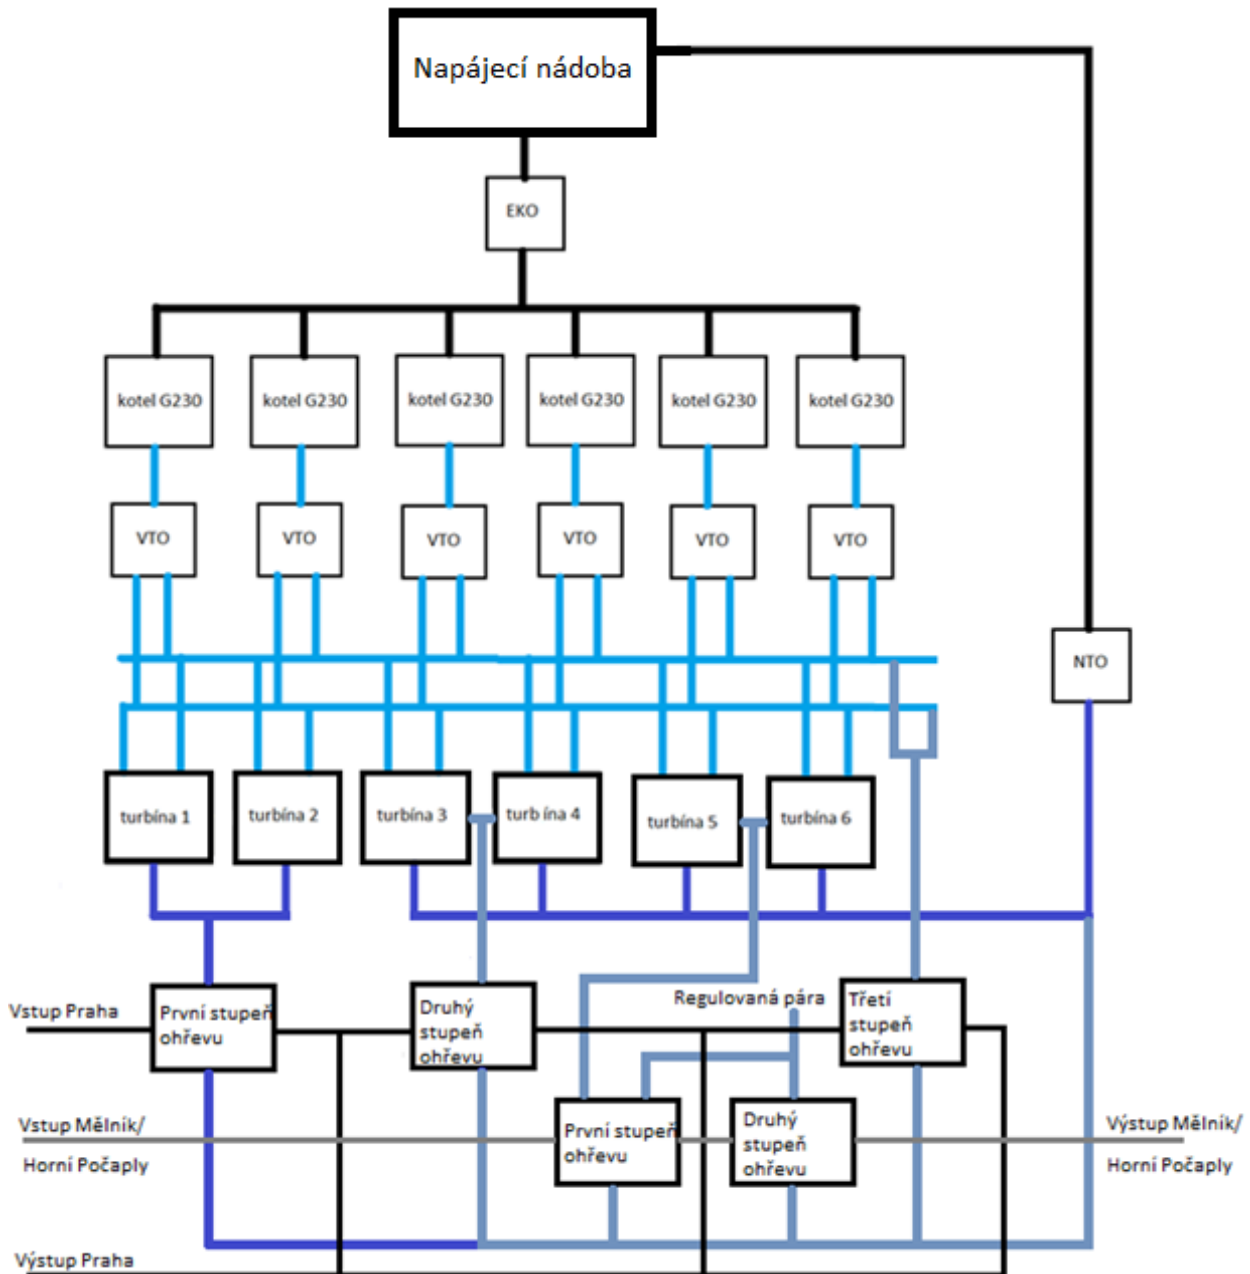 Napájecí nádoba
EKO
kotel G230
kotel G230
kotel G230
kotel G230
kotel G230
kotel G230
VTO
VTO
VTO
VTO
VTO
VTO
NTO
turbína 1
turbína 2
turbína 3
turb ína 4
turbína 5
turbína 6
Vstup Praha
První stupeň
ohřevu
Druhý
stupeň
ohřevu
Regulovaná pára
Třetí
stupeň
ohřevu
Vstup Mělník/
Horní Počaply
První stupeň
ohřevu
Druhý
stupeň
ohřevu
Výstup Mělník/
Horní Počaply
Výstup Praha